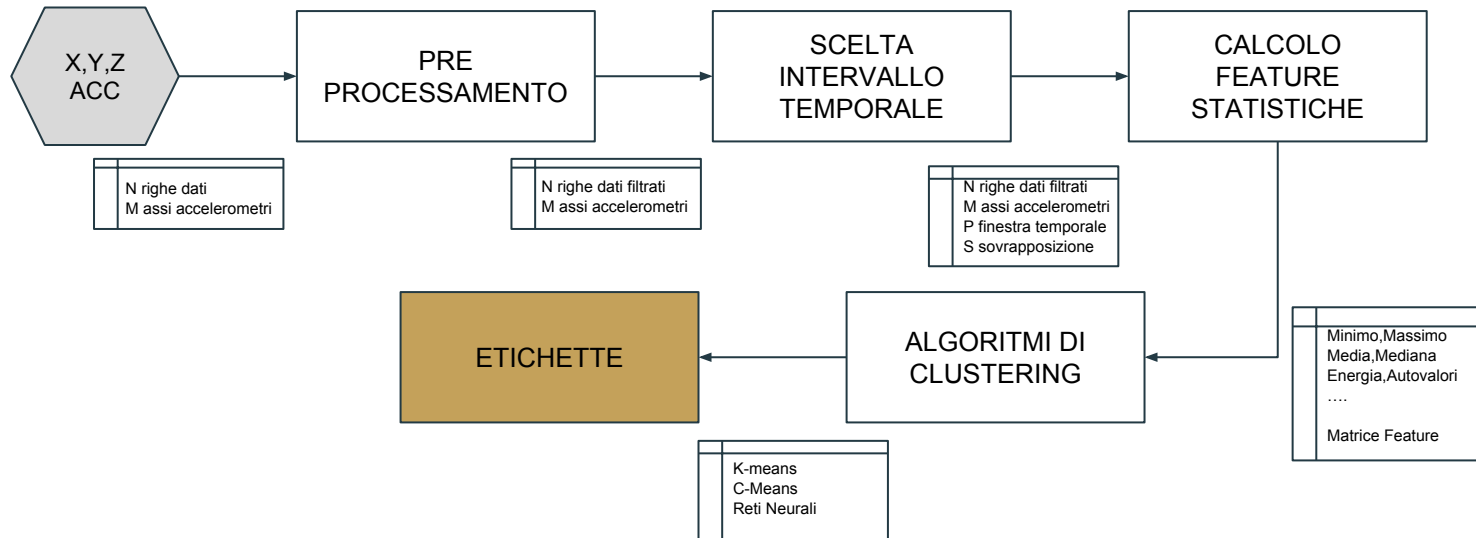 X,Y,Z
ACC
PRE
PROCESSAMENTO
SCELTA
INTERVALLO
TEMPORALE
CALCOLO
FEATURE
STATISTICHE
N righe dati
M assi accelerometri
N righe dati filtrati
M assi accelerometri
N righe dati filtrati
M assi accelerometri
P finestra temporale
S sovrapposizione
ETICHETTE
ALGORITMI DI
CLUSTERING
Minimo,Massimo
Media,Mediana
Energia,Autovalori
....
Matrice Feature
K-means
C-Means
Reti Neurali